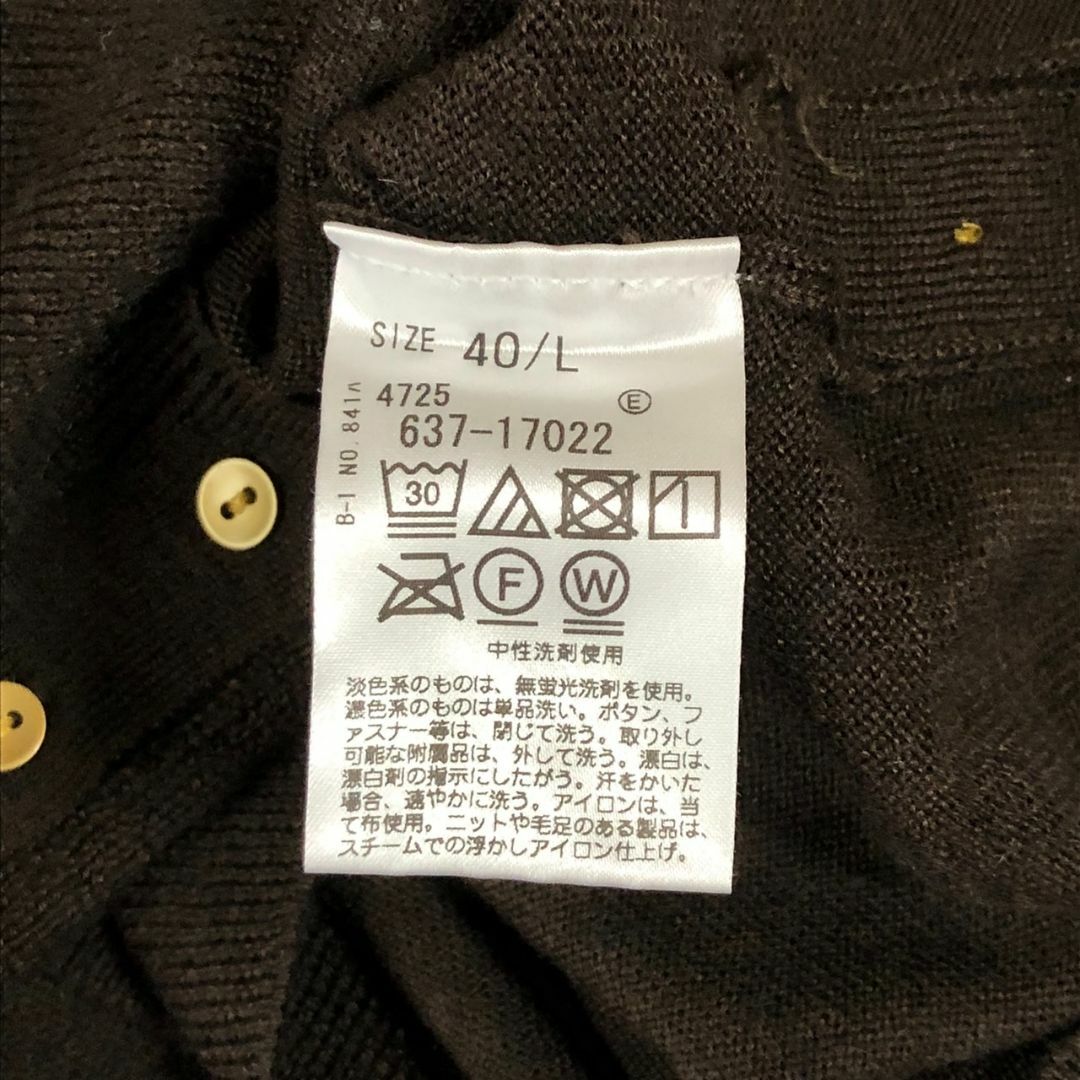 SIZE 40/L
4725 Ⓔ
637-17022
B-1 NO. 841A
30
F W
中性洗剤使用
淡色系のものは、無蛍光洗剤を使用。
濃色系のものは単品洗い。ボタン、フ
ァスナー等は、閉じて洗う。取り外し
可能な附属品は、外して洗う。漂白は、
漂白剤の指示にしたがう。汗をかいた
場合、速やかに洗う。アイロンは、当
て布使用。ニットや毛足のある製品は、
スチームでの浮かしアイロン仕上げ。